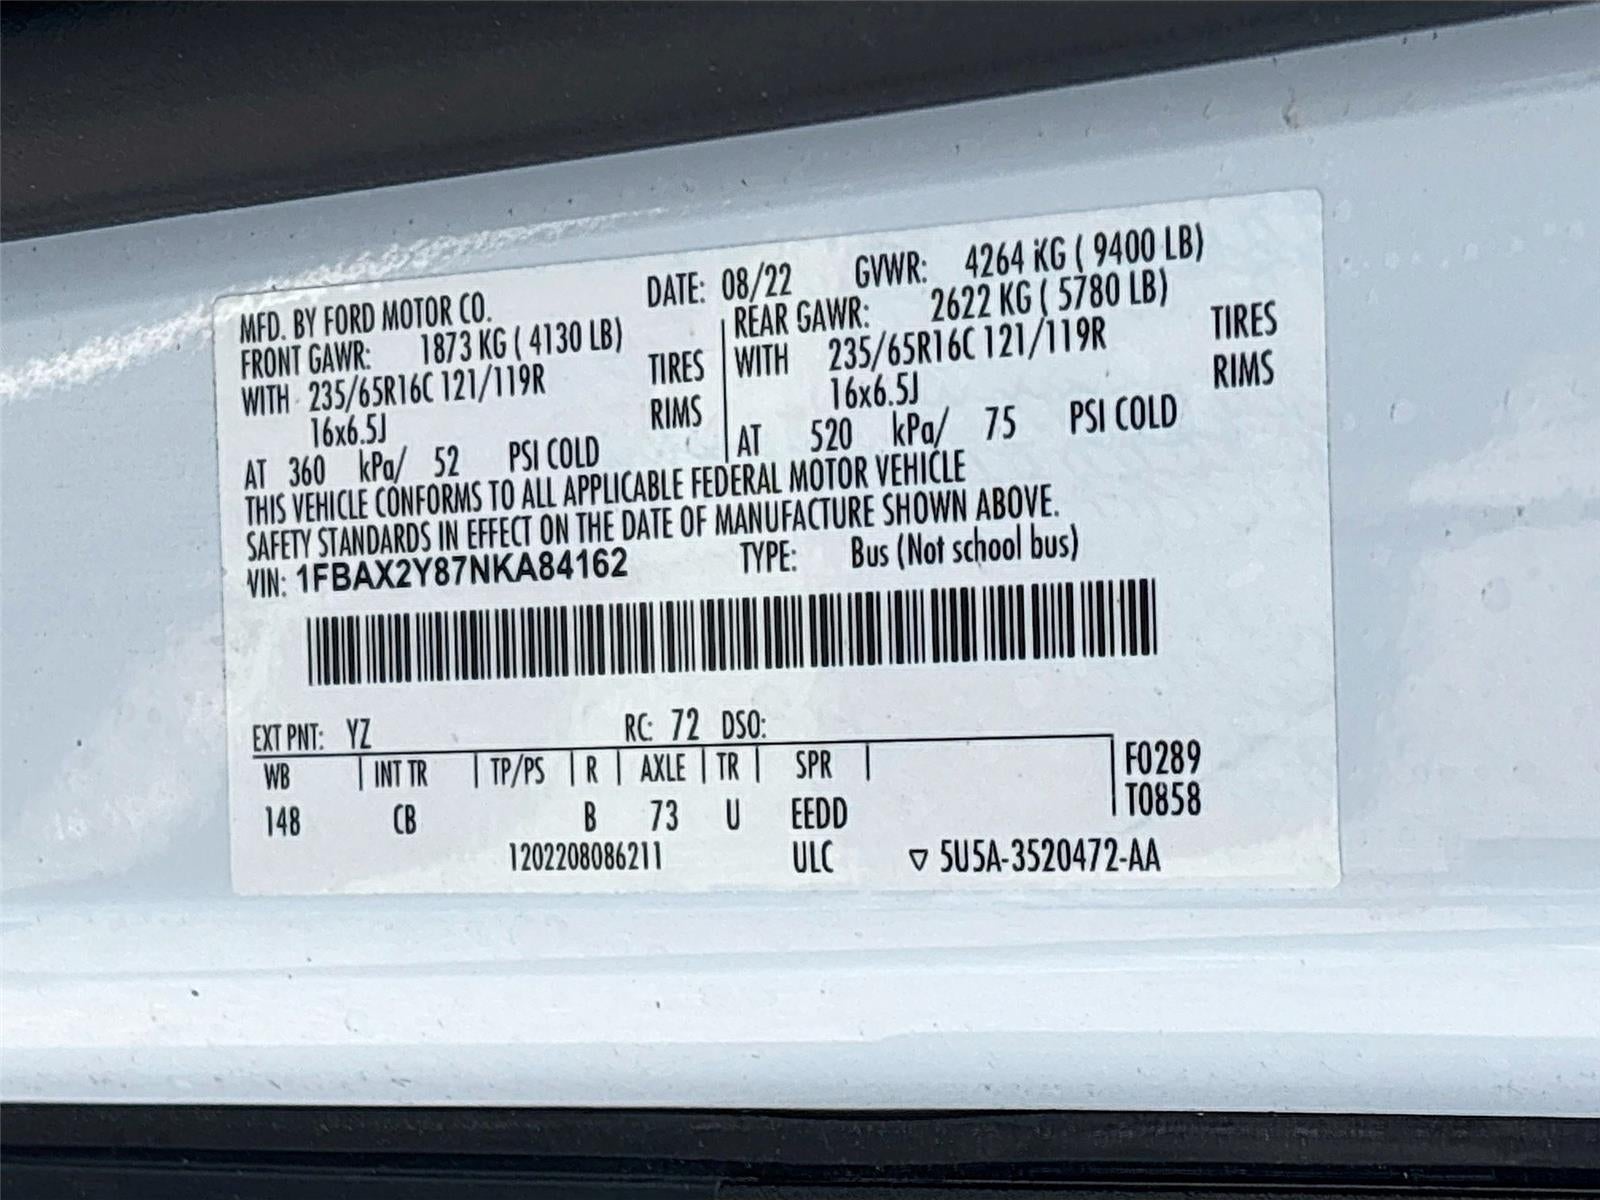 MFD. BY FORD MOTOR CO. DATE: 08/22 GVWR: 4264 KG ( 9400 LB)
FRONT GAWR: 1873 KG ( 4130 LB) REAR GAWR: 2622 KG ( 5780 LB)
WITH 235/65R16C 121/119R TIRES WITH 235/65R16C 121/119R TIRES
16x6.5J RIMS 16x6.5J RIMS
AT 360 kPa/ 52 PSI COLD AT 520 kPa/ 75 PSI COLD
THIS VEHICLE CONFORMS TO ALL APPLICABLE FEDERAL MOTOR VEHICLE
SAFETY STANDARDS IN EFFECT ON THE DATE OF MANUFACTURE SHOWN ABOVE.
VIN: 1FBAX2Y87NKA84162 TYPE: Bus (Not school bus)
EXT PNT: YZ RC: 72 DSO:
WB INT TR TP/PS R AXLE TR SPR F0289
148 CB B 73 U EEDD T0858
1202208086211 ULC ▽ 5U5A-3520472-AA